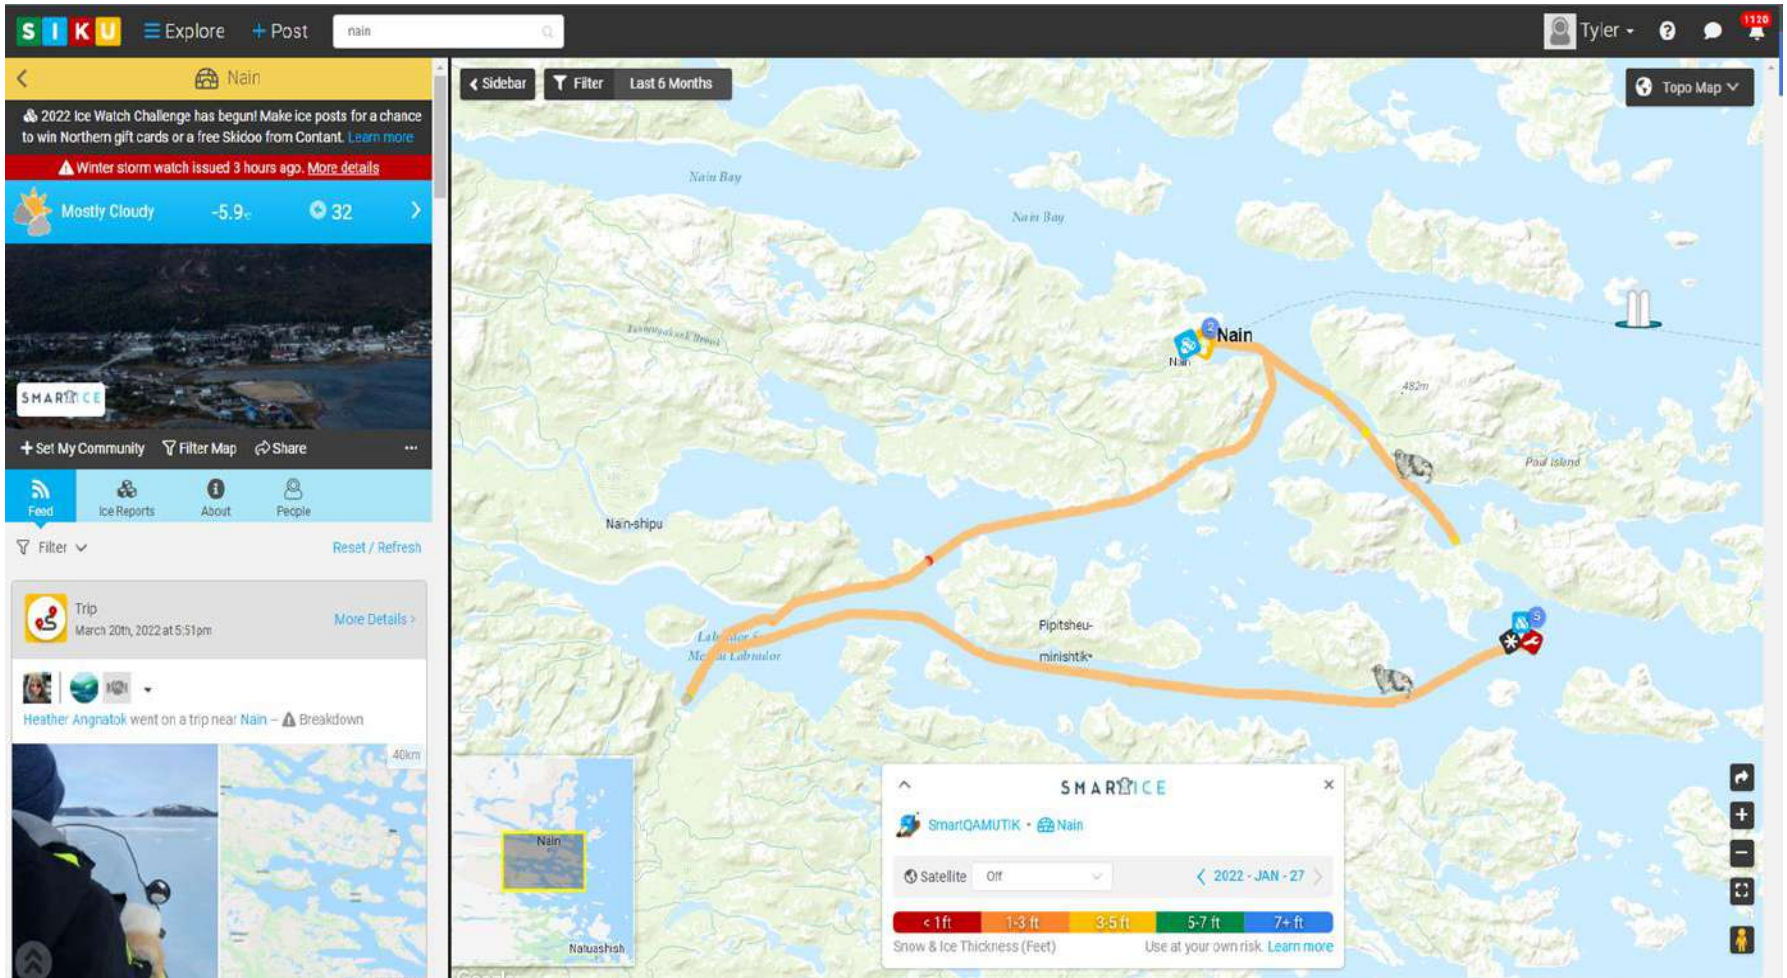 SIKU
Explore
+ Post
nain
Tyler
1120
Nain
2022 Ice Watch Challenge has begun! Make ice posts for a chance
to win Northern gift cards or a free Skidoo from Contant. Learn more
Winter storm watch issued 3 hours ago. More details
Mostly Cloudy -5.9c 32
SMARTICE
+ Set My Community Filter Map Share ...
Feed Ice Reports About People
Filter Reset / Refresh
Trip
March 20th, 2022 at 5:51pm
More Details >
Heather Angnatok went on a trip near Nain – Breakdown
40km
Sidebar
Filter Last 6 Months
Topo Map
Nain Bay
Nain Bay
2
Nain
Nain
482m
Paul Island
Nain-shipu
Labrador
Pipitsheu-
minishtik
5
Nain
Natuashish
SMARTICE
SmartQAMUTIK • Nain
Satellite Off 2022 - JAN - 27
< 1ft 1-3 ft 3-5 ft 5-7 ft 7+ ft
Snow & Ice Thickness (Feet) Use at your own risk. Learn more